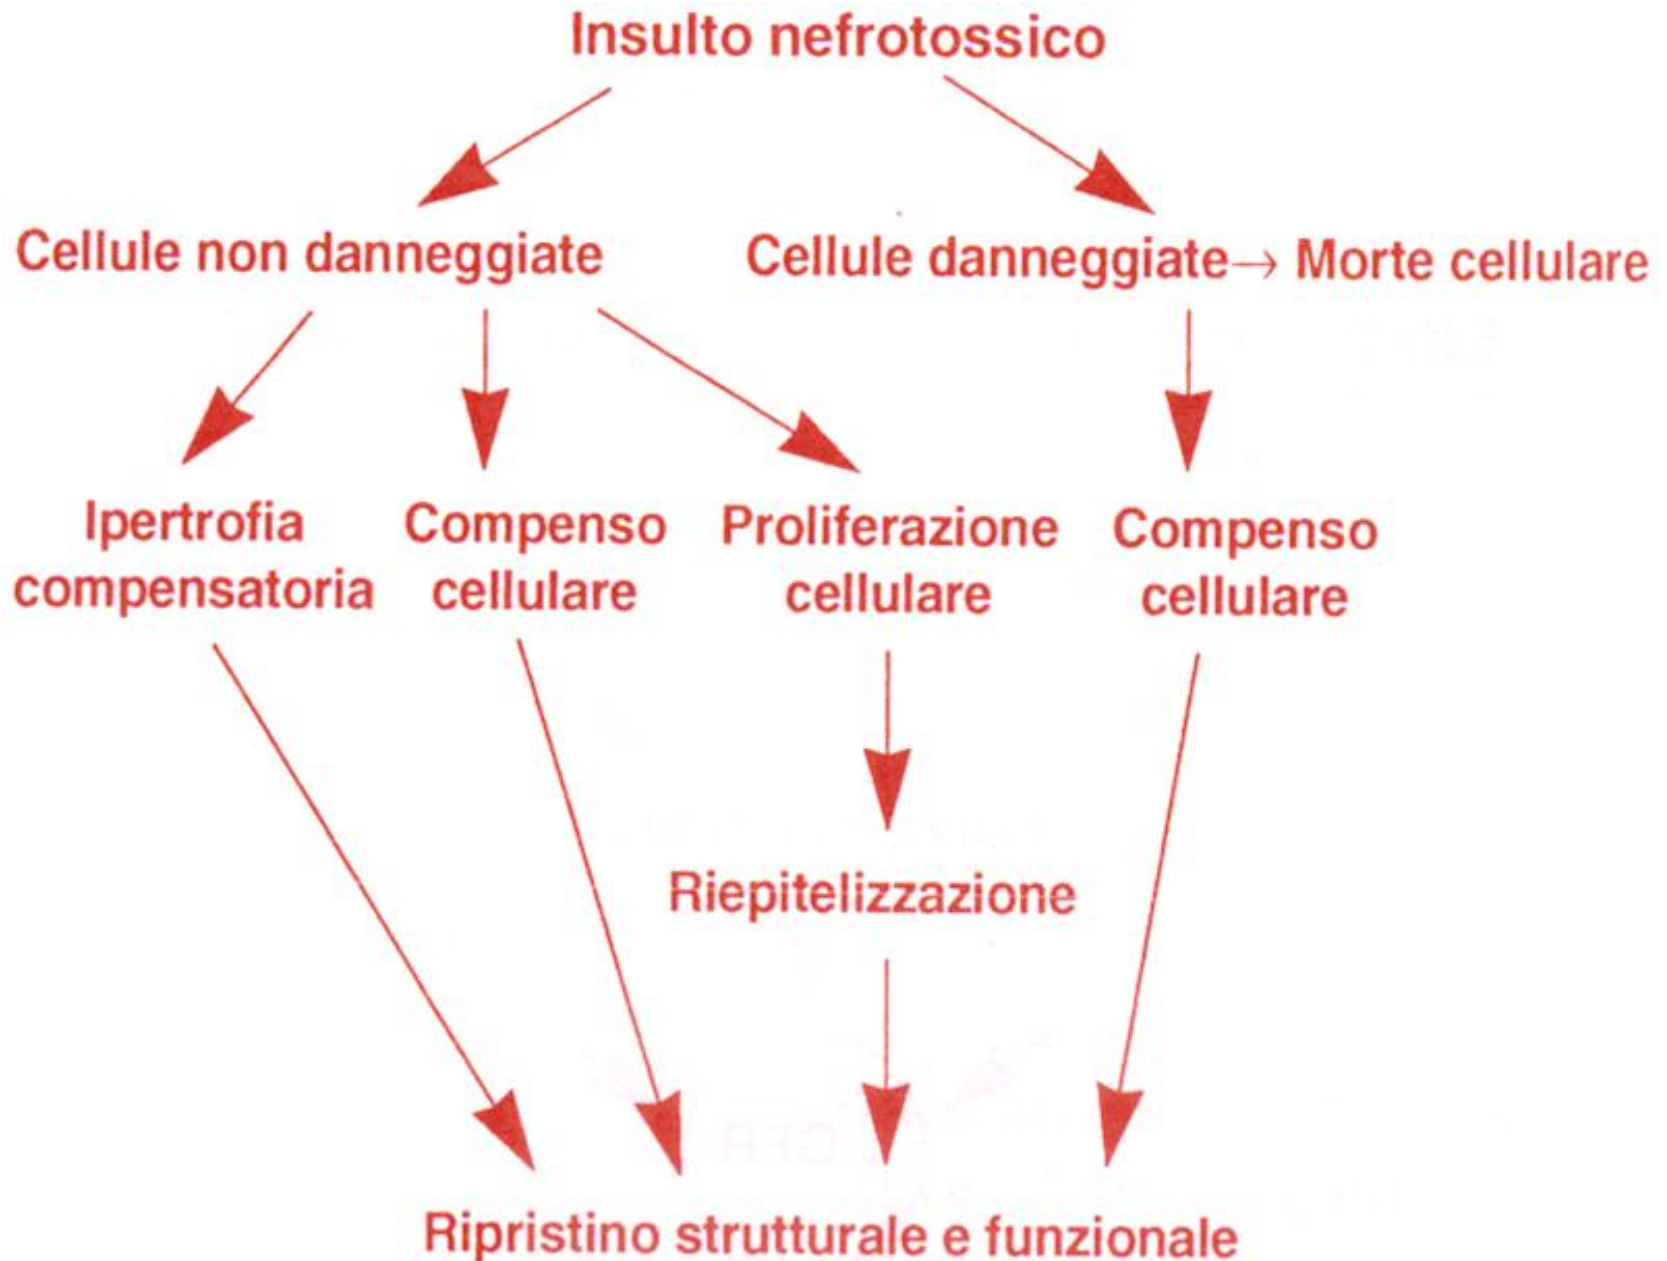 Insulto nefrotossico
Cellule non danneggiate
Cellule danneggiate→ Morte cellulare
Ipertrofia
compensatoria
Compenso
cellulare
Proliferazione
cellulare
Compenso
cellulare
Riepitelizzazione
Ripristino strutturale e funzionale